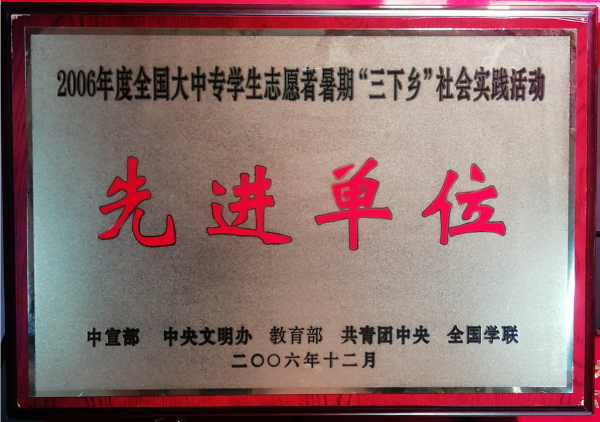 2006年度全国大中专学生志愿者暑期“三下乡”社会实践活动
先进单位
中宣部 中央文明办 教育部 共青团中央 全国学联
二〇〇六年十二月